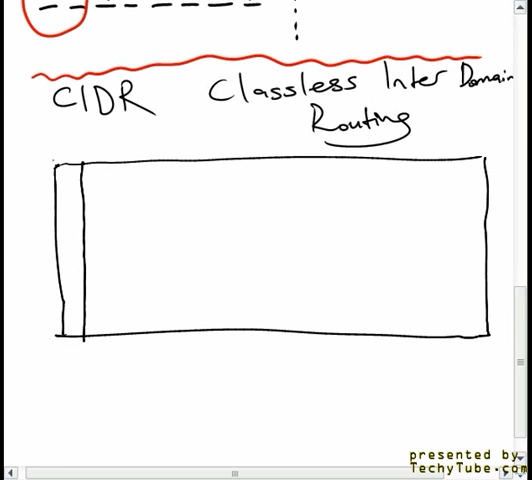 CIDR Classless Inter Domain
Routing
presented by
TechyTube.com